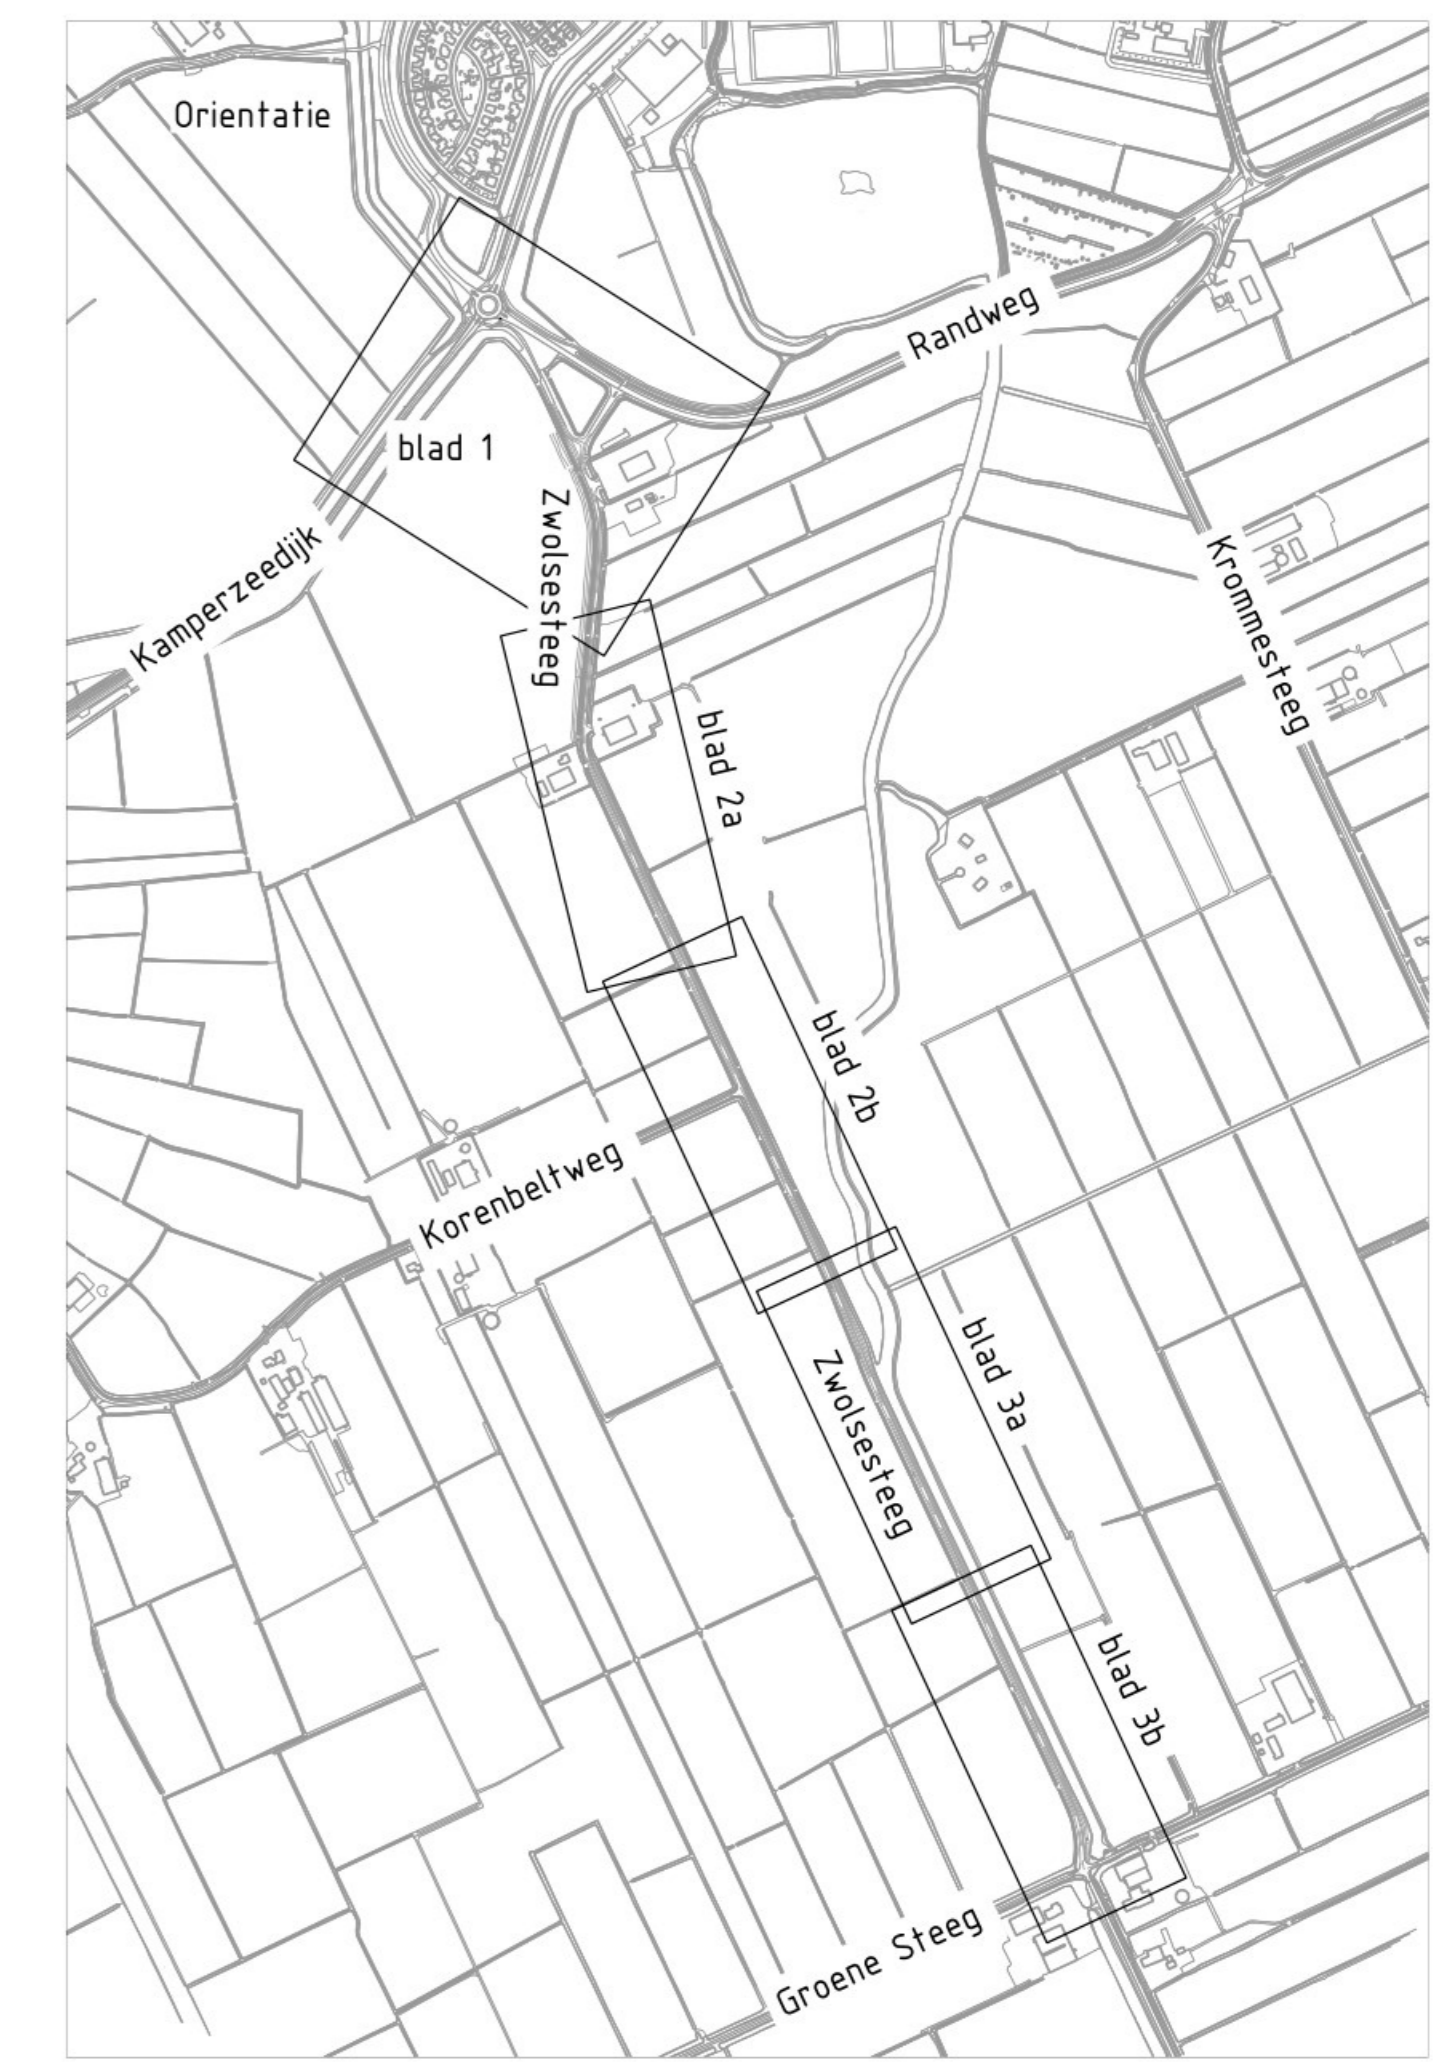 Orientatie
Randweg
blad 1
Zwolsesteeg
Kamperzeedijk
Krommesteeg
blad 2a
blad 2b
Korenbeltweg
blad 3a
Zwolsesteeg
blad 3b
Groene Steeg